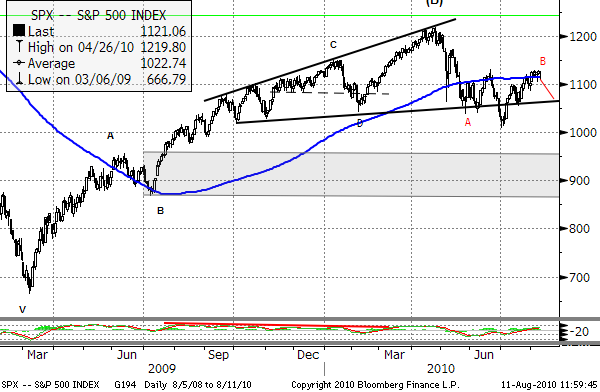 (D)
SPX -- S&P 500 INDEX
Last 1121.06
High on 04/26/10 1219.80
Average 1022.74
Low on 03/06/09 666.79
1200
C
B
1100
D
A
A
1000
900
B
800
700
V
-20
Mar Jun Sep Dec Mar Jun
2009 2010
SPX -- S&P 500 INDEX G194 Daily 8/5/08 to 8/11/10 Copyright 2010 Bloomberg Finance L.P. 11-Aug-2010 11:59:45